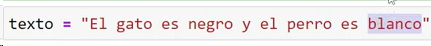 texto = "El gato es negro y el perro es blanco"